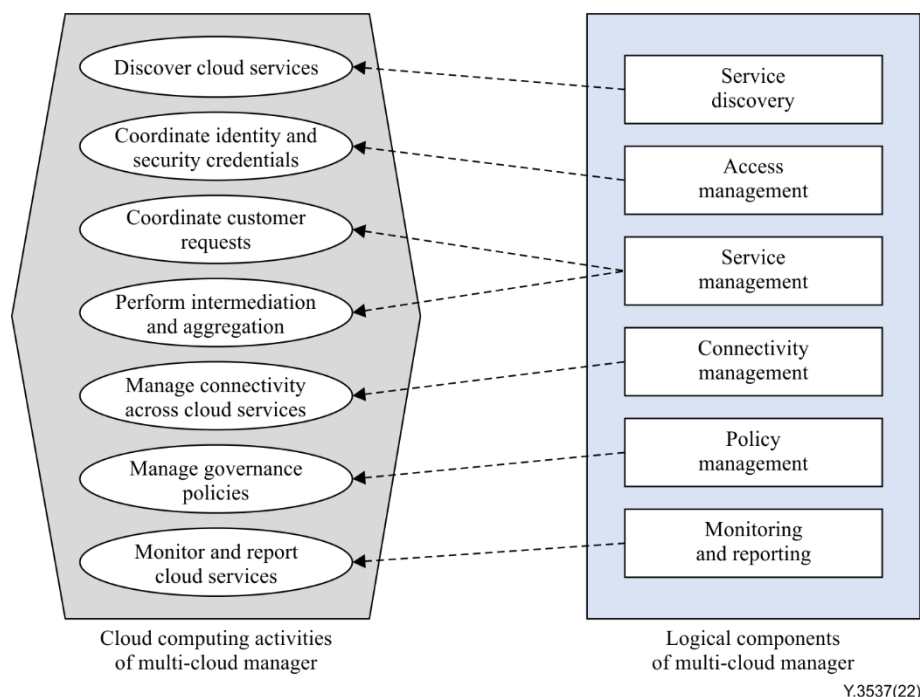 Discover cloud services
Coordinate identity and
security credentials
Coordinate customer
requests
Perform intermediation
and aggregation
Manage connectivity
across cloud services
Manage governance
policies
Monitor and report
cloud services
Cloud computing activities
of multi-cloud manager
Service
discovery
Access
management
Service
management
Connectivity
management
Policy
management
Monitoring
and reporting
Logical components
of multi-cloud manager
Y.3537(22)